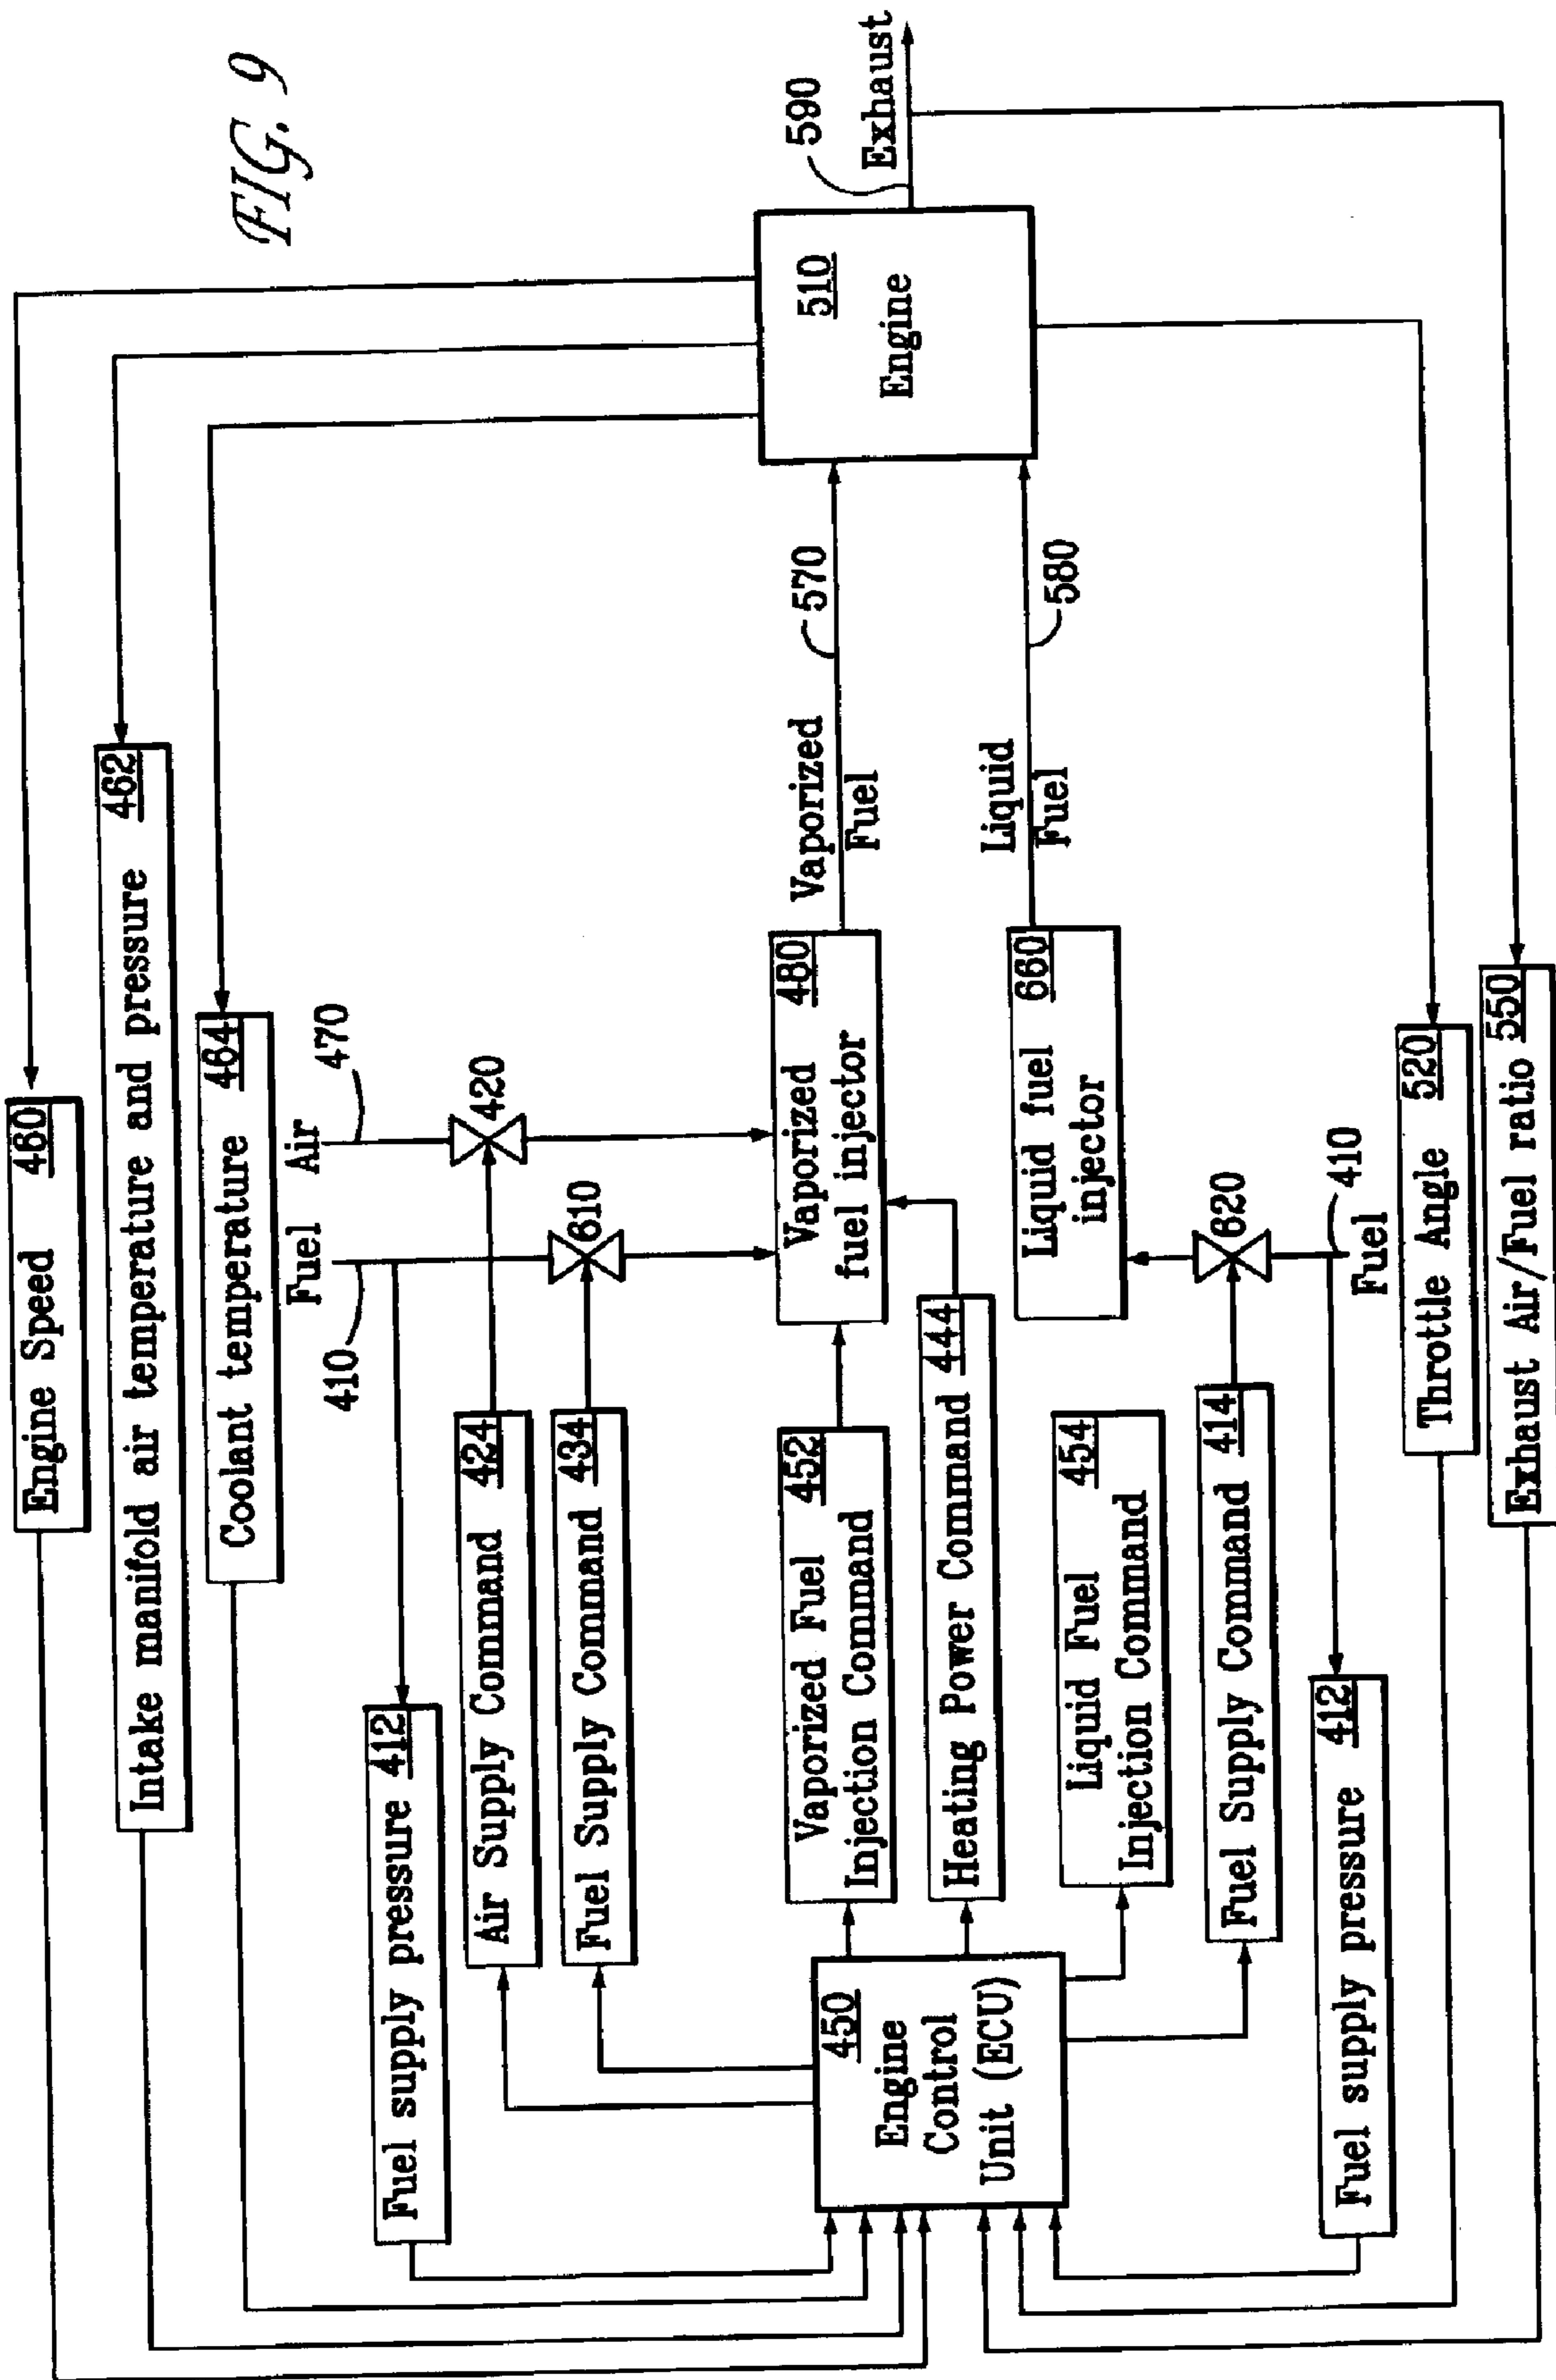 FIG. 9
Engine Speed 460
Intake manifold air temperature and pressure 462
Coolant temperature 464
Fuel
Air
410
470
Fuel supply pressure 412
Air Supply Command 424
420
Fuel Supply Command 434
610
450
Engine
Control
Unit (ECU)
Vaporized Fuel 452
Injection Command
Vaporized 480
fuel injector
Vaporized
Fuel
570
510
Engine
590
Exhaust
Heating Power Command 444
Liquid Fuel 454
Injection Command
Liquid fuel 660
injector
Liquid
Fuel
580
Fuel Supply Command 414
620
Fuel supply pressure 412
Fuel
410
Throttle Angle 520
Exhaust Air/Fuel ratio 550